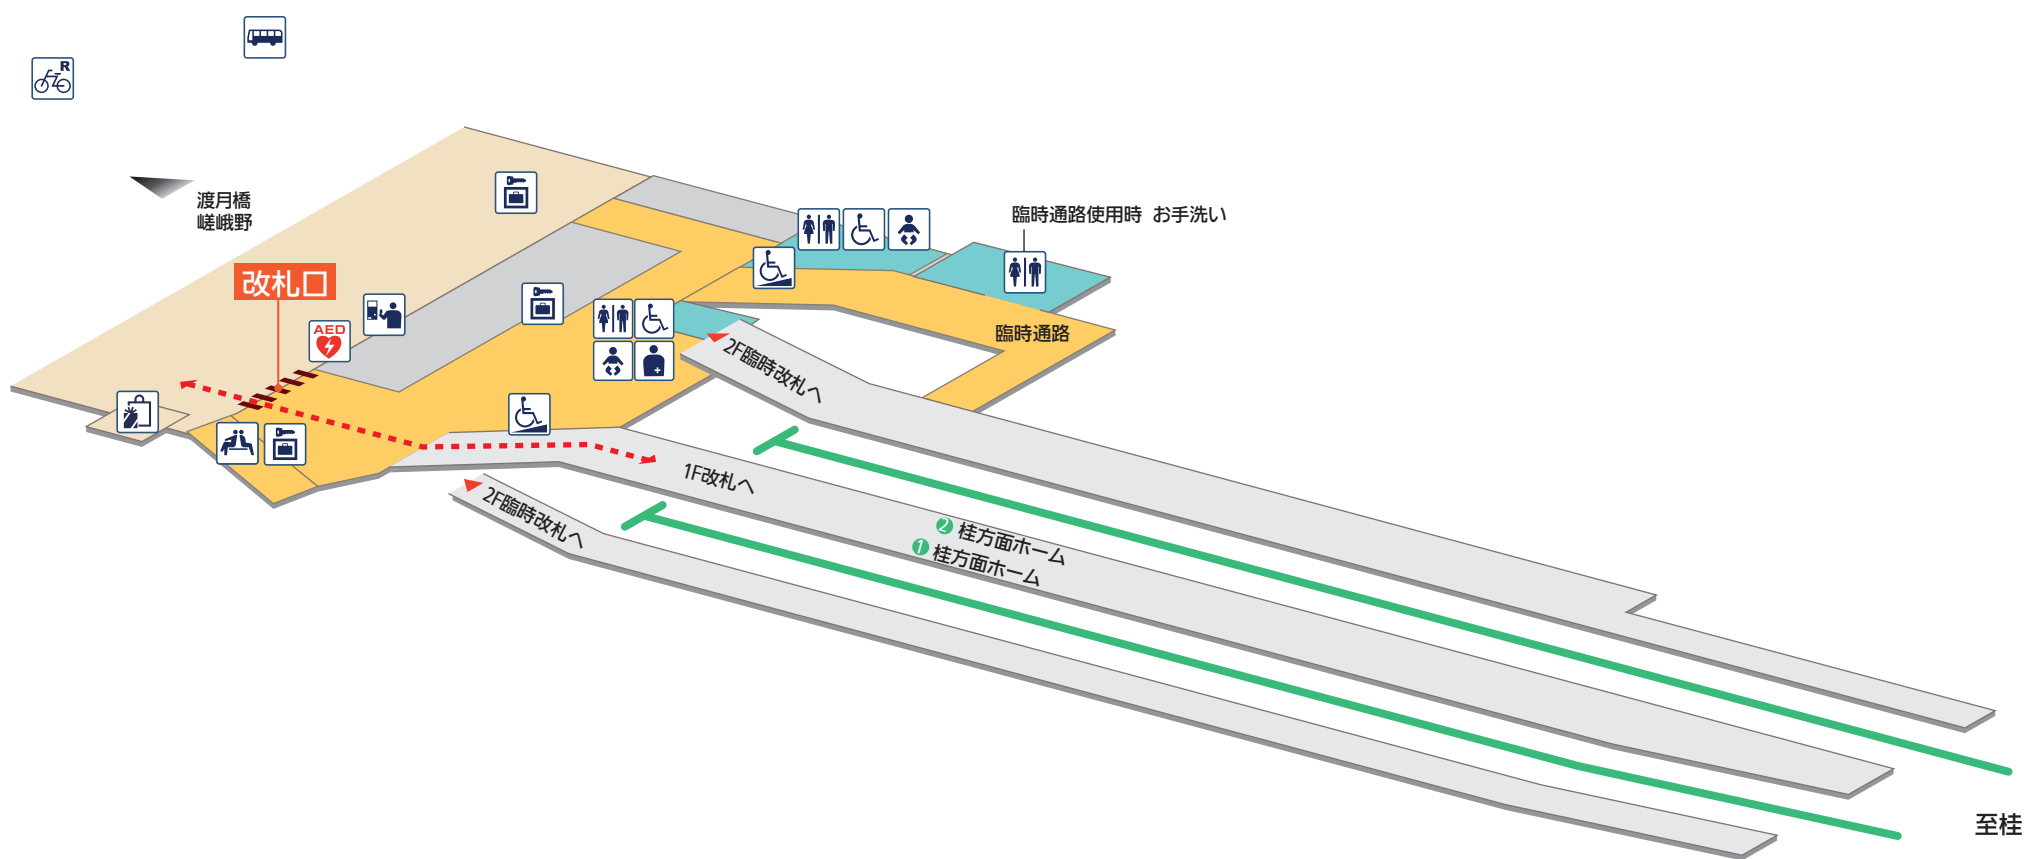 R
渡月橋
嵯峨野
臨時通路使用時 お手洗い
改札口
AED
臨時通路
2F臨時改札へ
1F改札へ
2F臨時改札へ
2 桂方面ホーム
1 桂方面ホーム
至桂